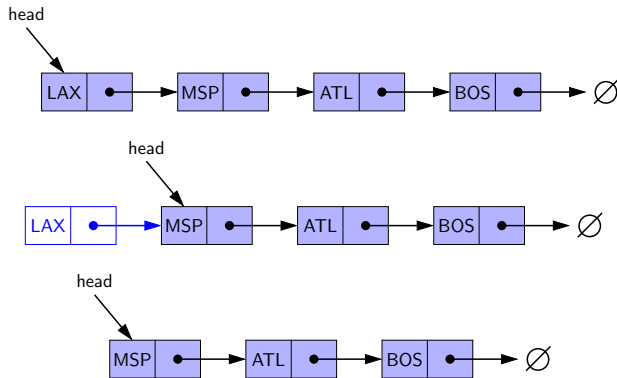 head
LAX MSP ATL BOS ∅
head
LAX MSP ATL BOS ∅
head
MSP ATL BOS ∅